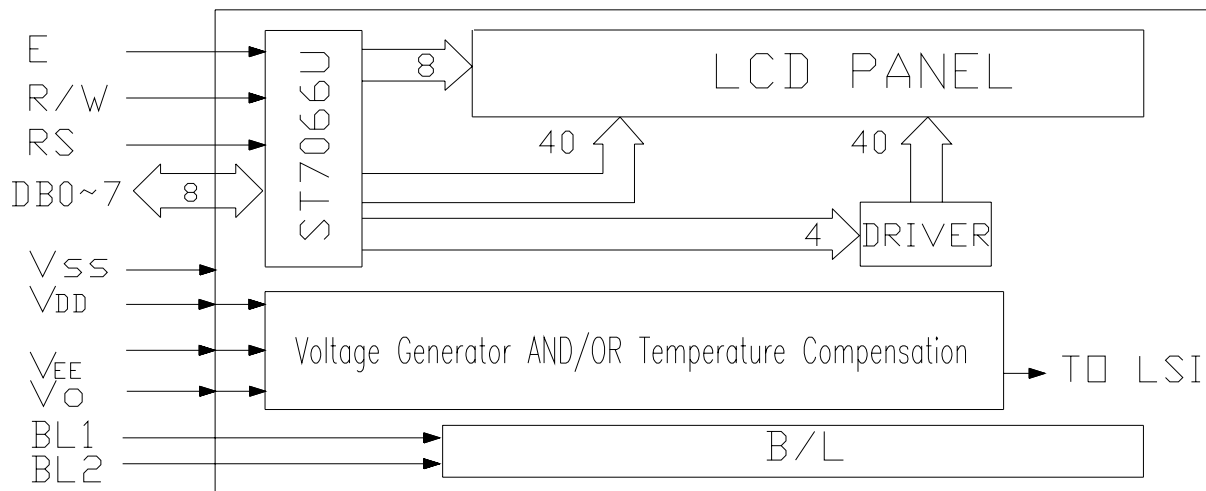 E
R/W
RS
DB0~7
8
ST7066U
8
LCD PANEL
40
40
4
DRIVER
VSS
VDD
VEE
Vo
Voltage Generator AND/OR Temperature Compensation
TO LSI
BL1
BL2
B/L